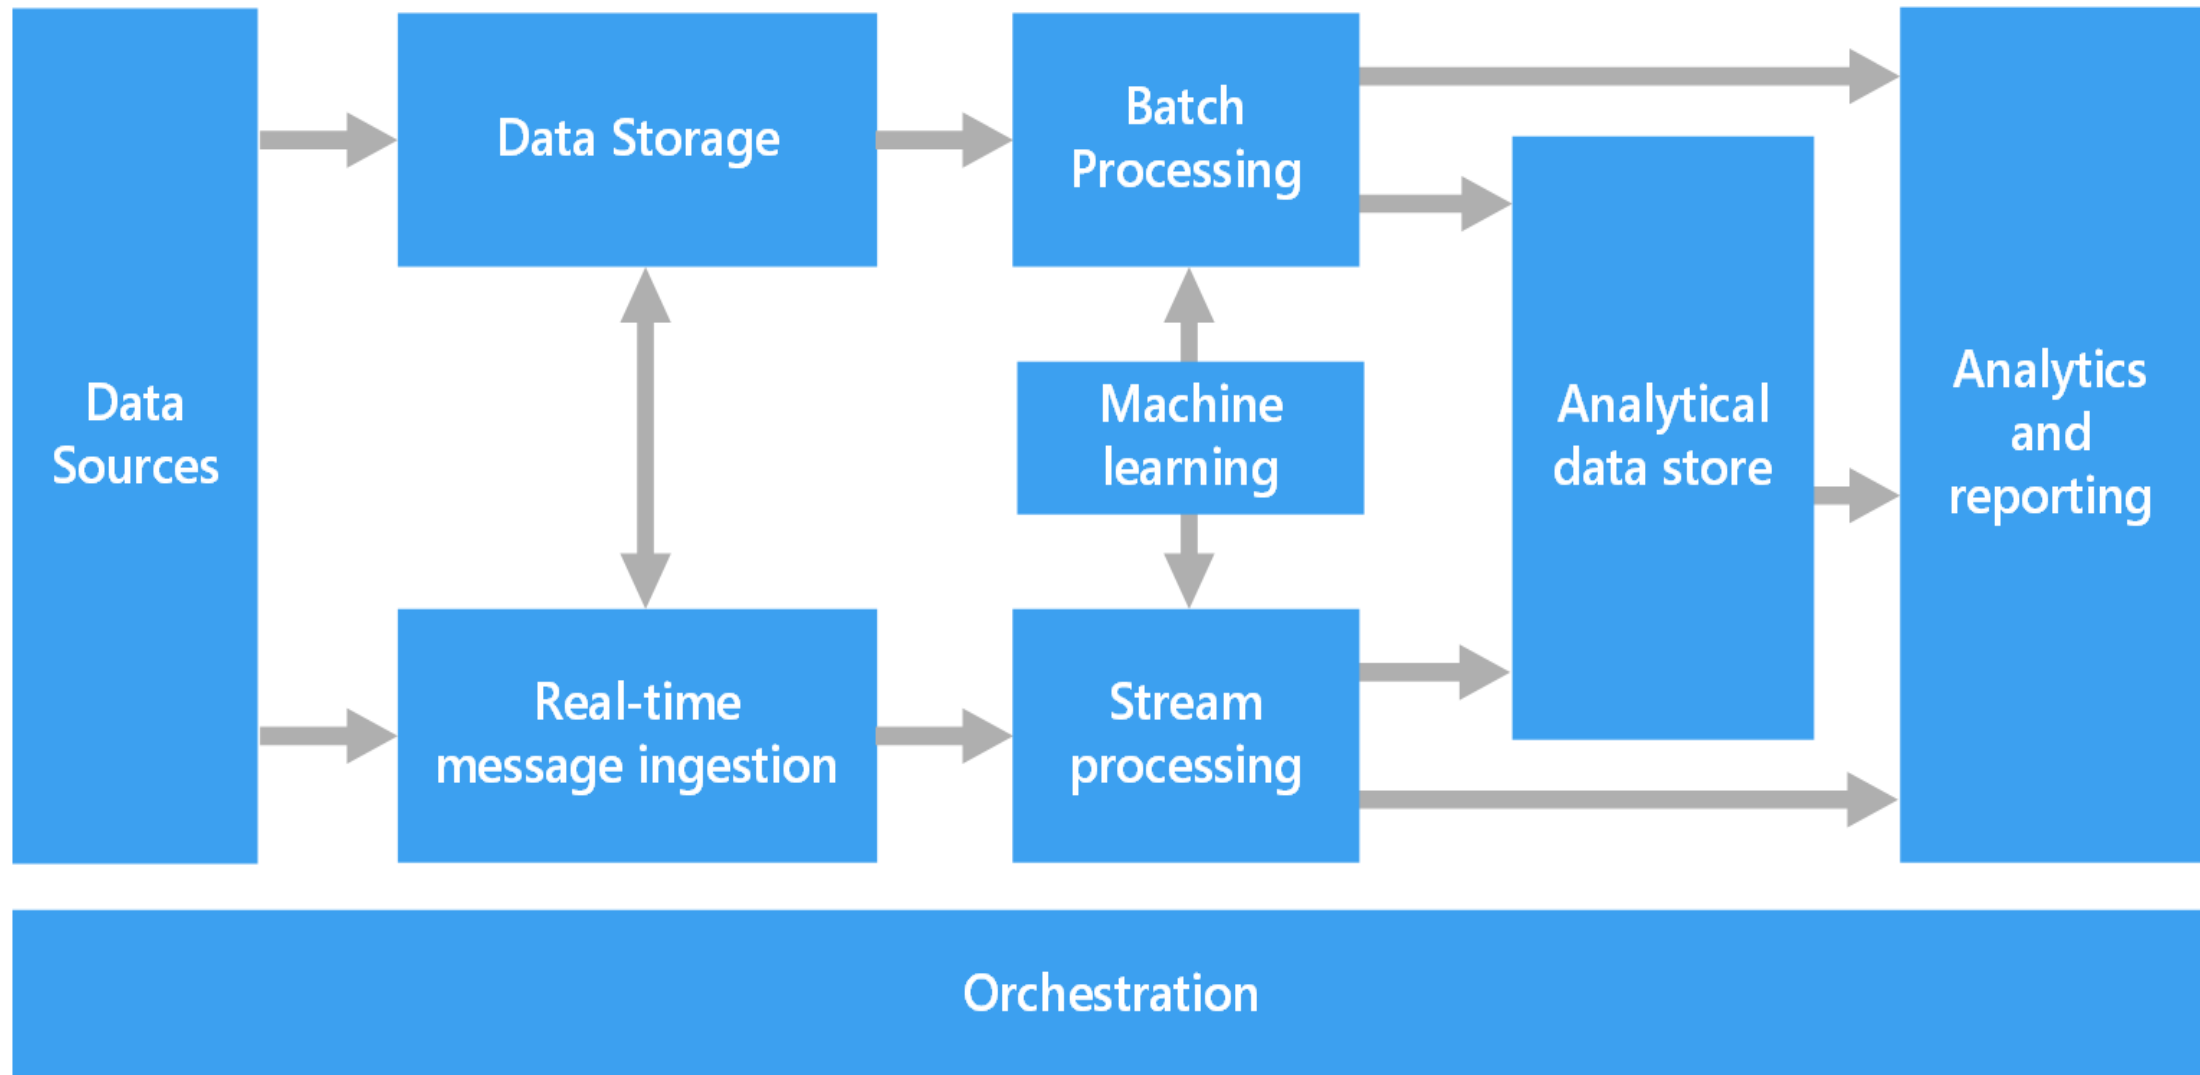 Data
Sources
Data Storage
Batch
Processing
Machine
learning
Real-time
message ingestion
Stream
processing
Analytical
data store
Analytics
and
reporting
Orchestration